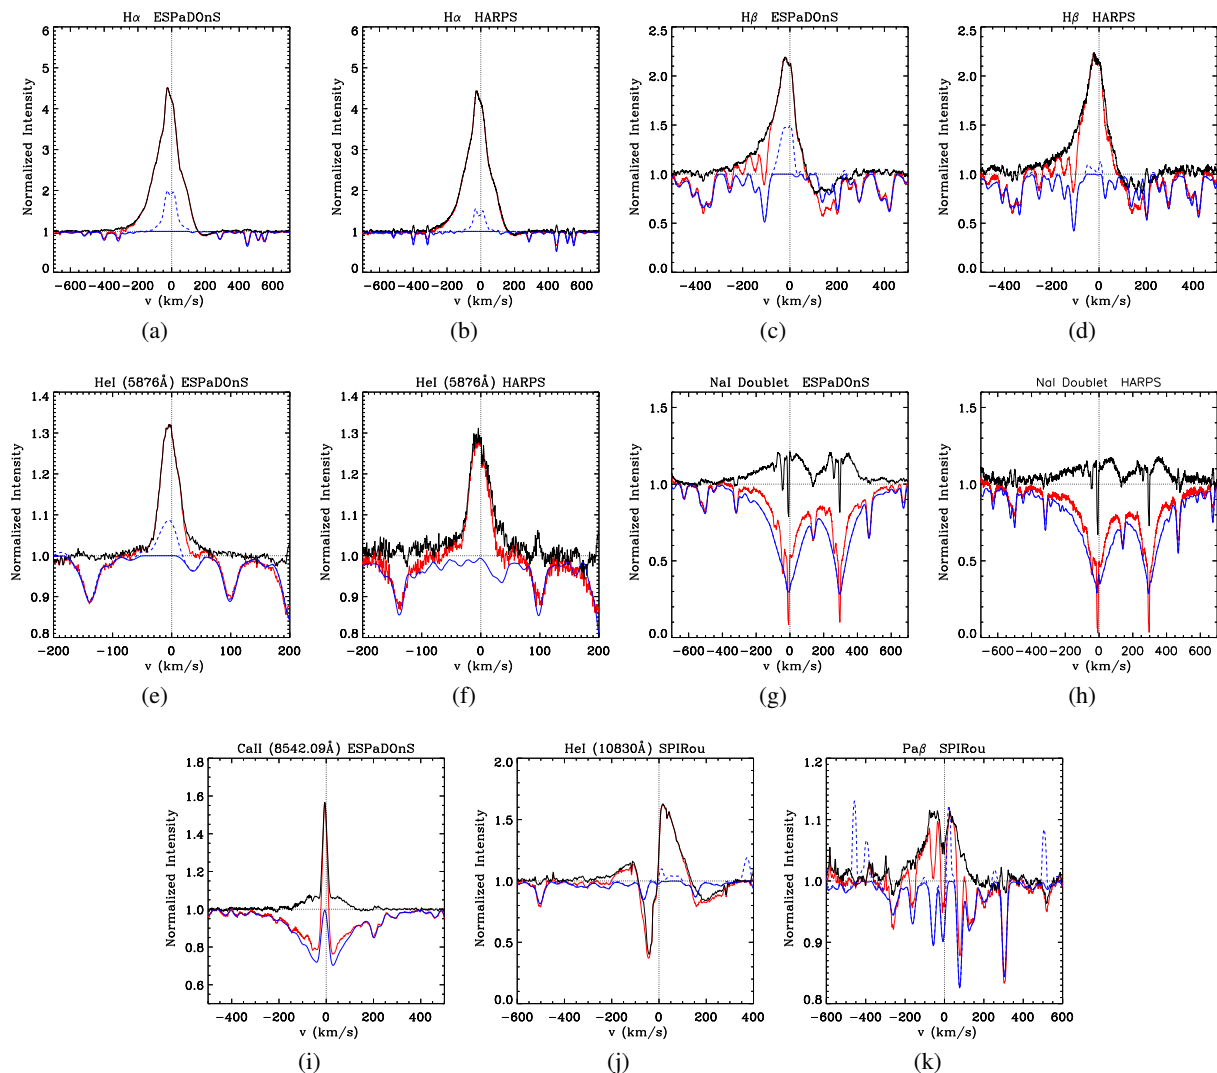 Hα ESPaDOnS
Hα HARPS
Hβ ESPaDOnS
Hβ HARPS
Normalized Intensity
6
5
4
3
2
1
0
-600 -400 -200 0 200 400 600
v (km/s)
(a)
Normalized Intensity
6
5
4
3
2
1
0
-600 -400 -200 0 200 400 600
v (km/s)
(b)
Normalized Intensity
2.5
2.0
1.5
1.0
0.5
0.0
-400 -200 0 200 400
v (km/s)
(c)
Normalized Intensity
2.5
2.0
1.5
1.0
0.5
0.0
-400 -200 0 200 400
v (km/s)
(d)
HeI (5876Å) ESPaDOnS
HeI (5876Å) HARPS
NaI Doublet ESPaDOnS
NaI Doublet HARPS
Normalized Intensity
1.4
1.3
1.2
1.1
1.0
0.9
0.8
-200 -100 0 100 200
v (km/s)
(e)
Normalized Intensity
1.4
1.3
1.2
1.1
1.0
0.9
0.8
-200 -100 0 100 200
v (km/s)
(f)
Normalized Intensity
1.5
1.0
0.5
0.0
-600 -400 -200 0 200 400 600
v (km/s)
(g)
Normalized Intensity
1.5
1.0
0.5
0.0
-600 -400 -200 0 200 400 600
v (km/s)
(h)
CaII (8542.09Å) ESPaDOnS
HeI (10830Å) SPIRou
Paβ SPIRou
Normalized Intensity
1.8
1.6
1.4
1.2
1.0
0.8
0.6
-400 -200 0 200 400
v (km/s)
(i)
Normalized Intensity
2.0
1.5
1.0
0.5
0.0
-600 -400 -200 0 200 400
v (km/s)
(j)
Normalized Intensity
1.2
1.1
1.0
0.9
0.8
-600 -400 -200 0 200 400 600
v (km/s)
(k)